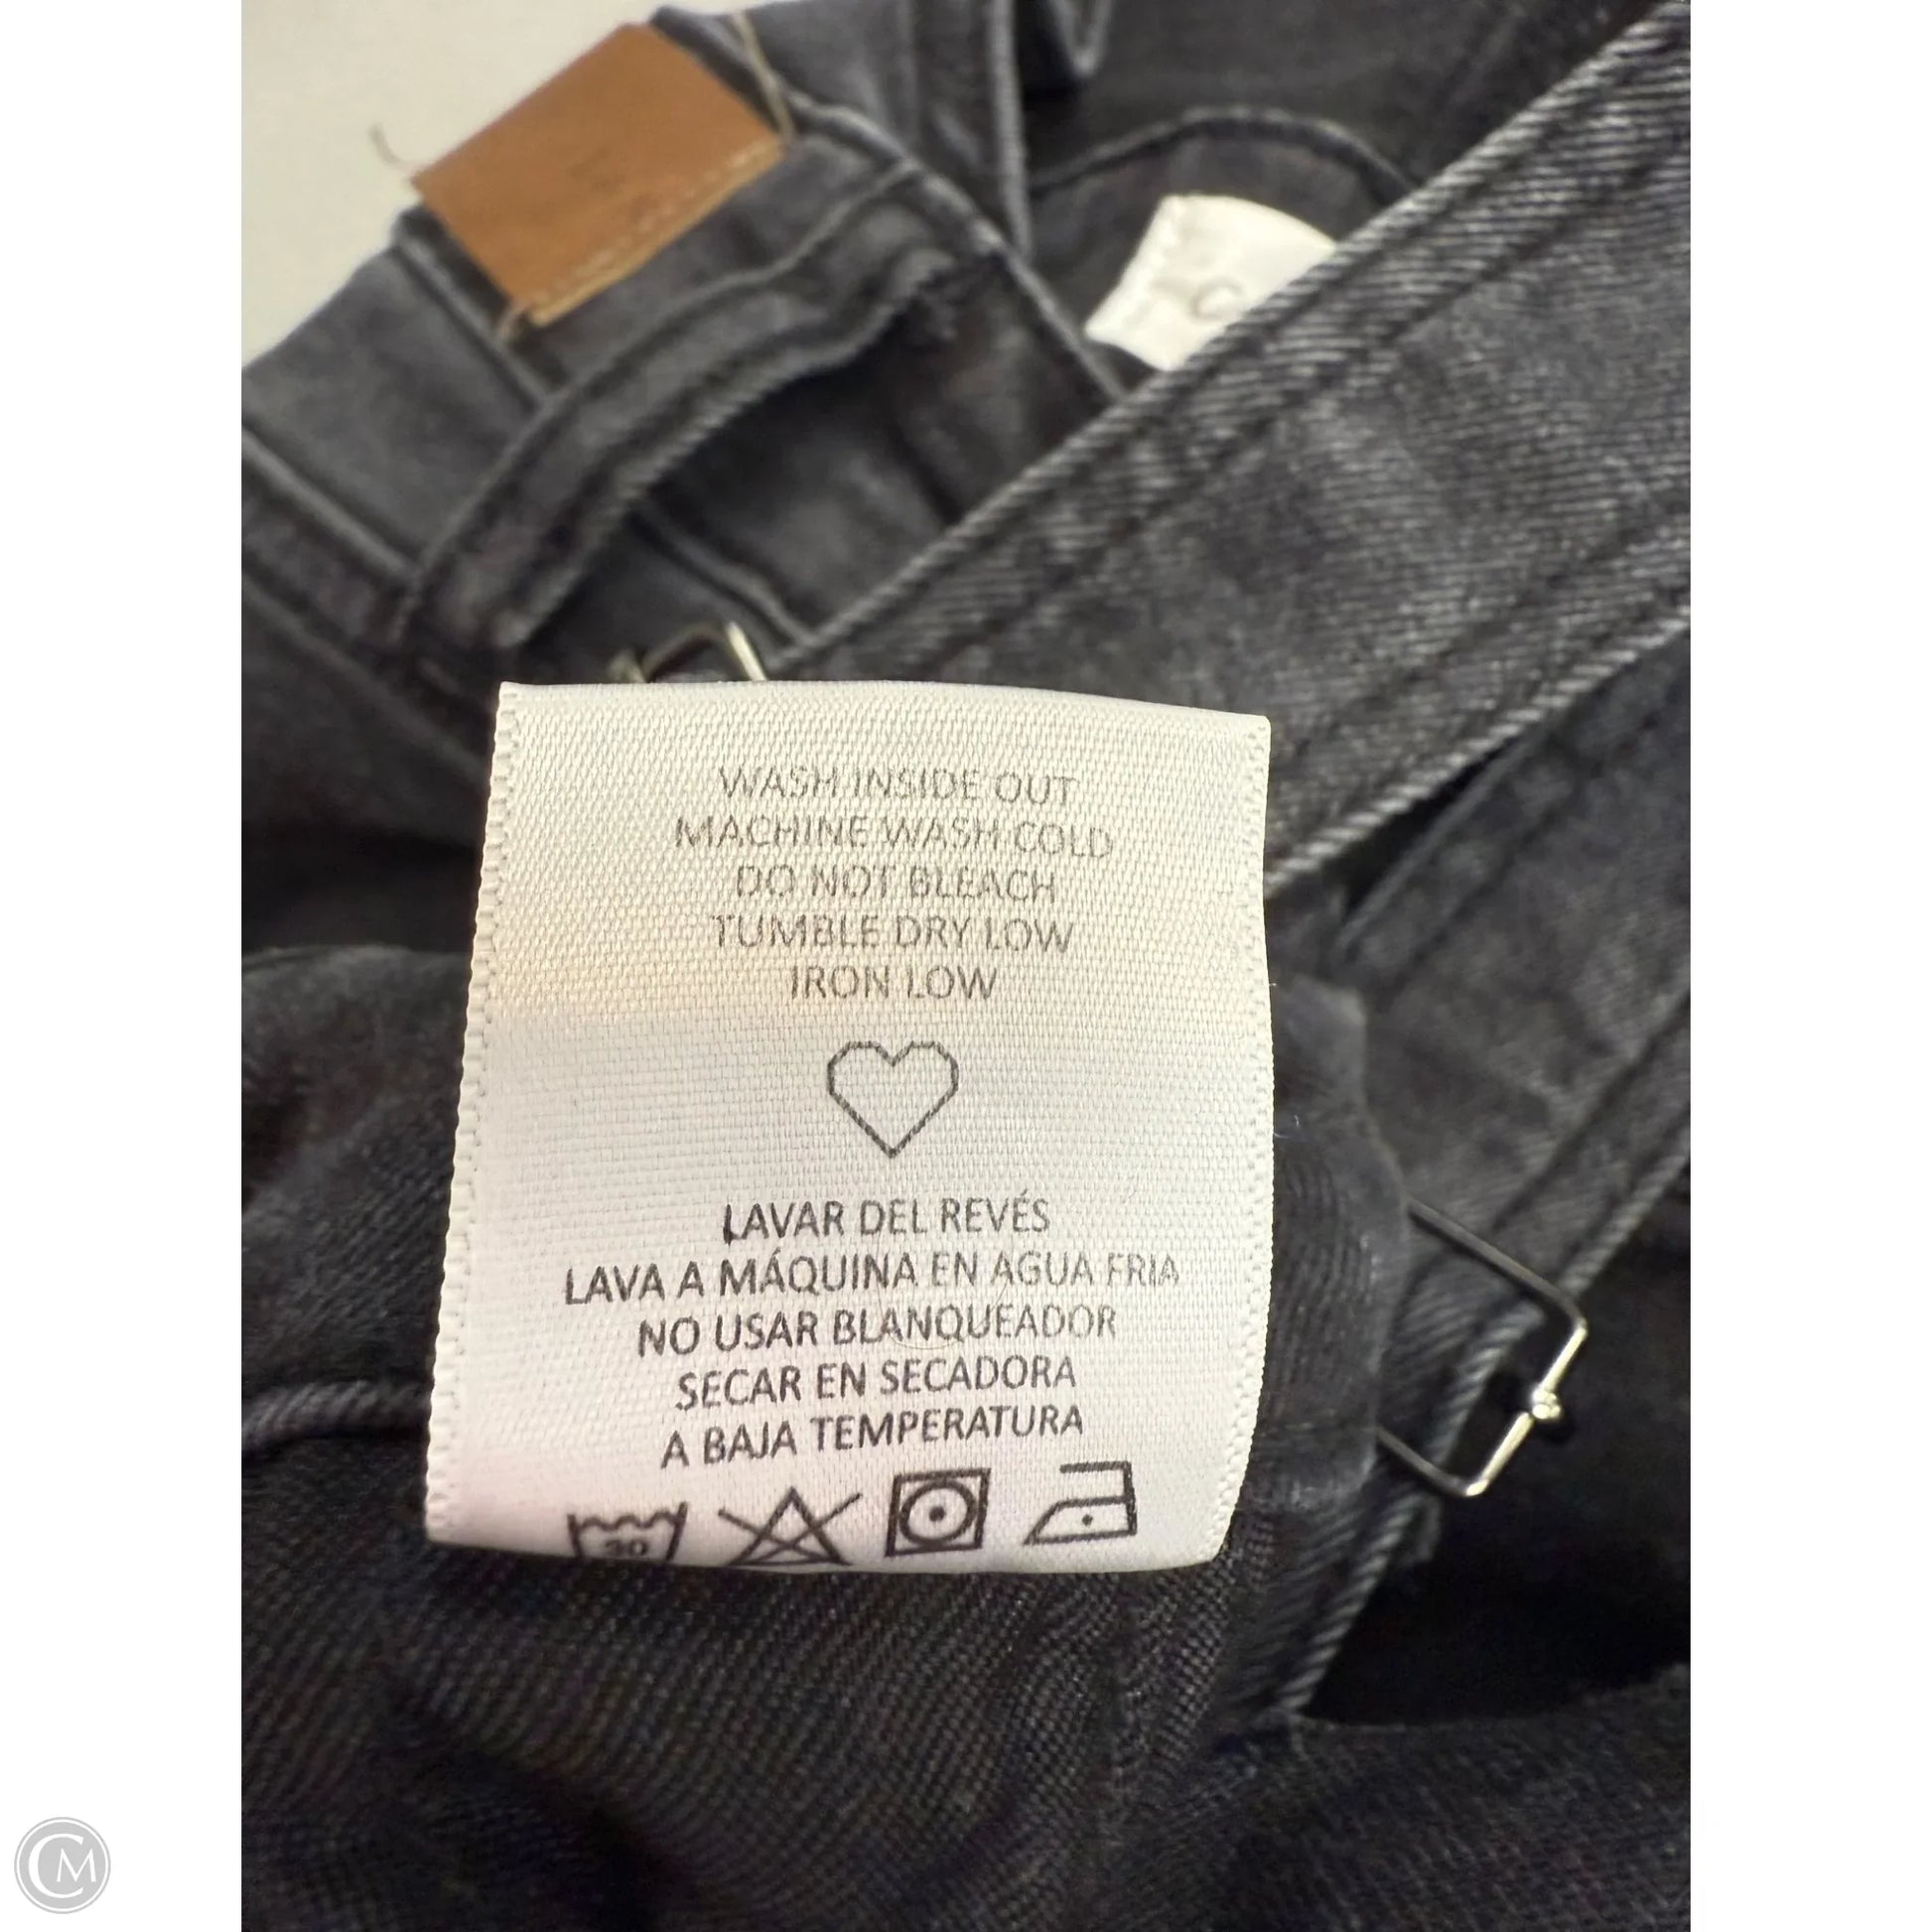 WASH INSIDE OUT
MACHINE WASH COLD
DO NOT BLEACH
TUMBLE DRY LOW
IRON LOW
LAVAR DEL REVÉS
LAVA A MÁQUINA EN AGUA FRIA
NO USAR BLANQUEADOR
SECAR EN SECADORA
A BAJA TEMPERATURA
30
CM